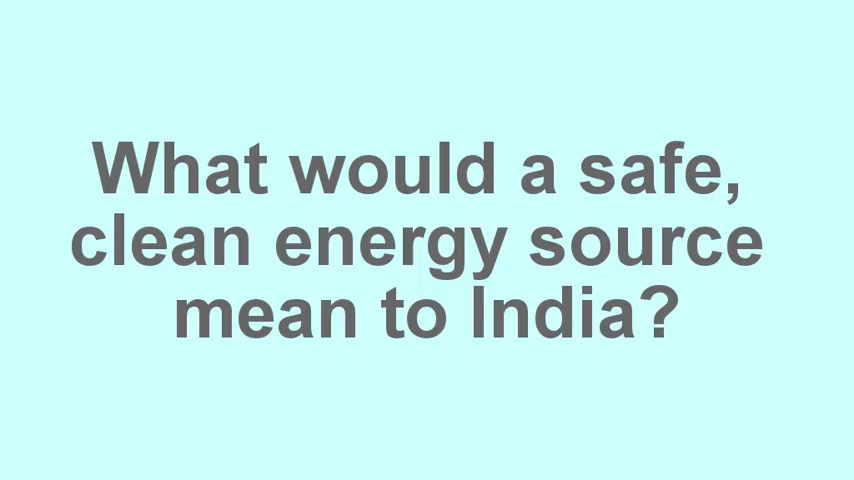 What would a safe,
clean energy source
mean to India?